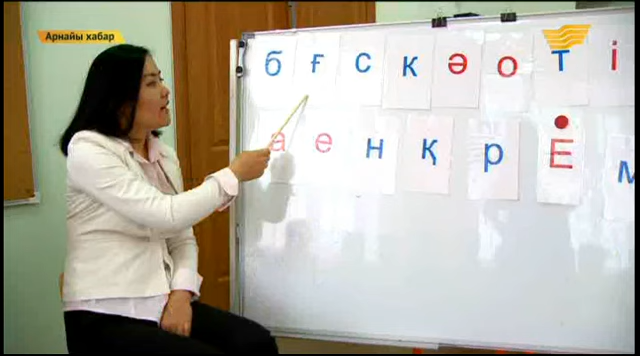 Арнайы хабар
б ғ с к ә о т і
а е н қ р Е м